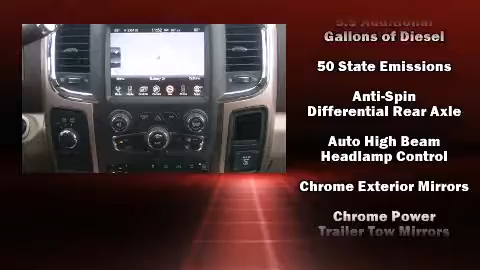 Gallons of Diesel
50 State Emissions
Anti-Spin
Differential Rear Axle
Auto High Beam
Headlamp Control
Chrome Exterior Mirrors
Chrome Power
Trailer Tow Mirrors